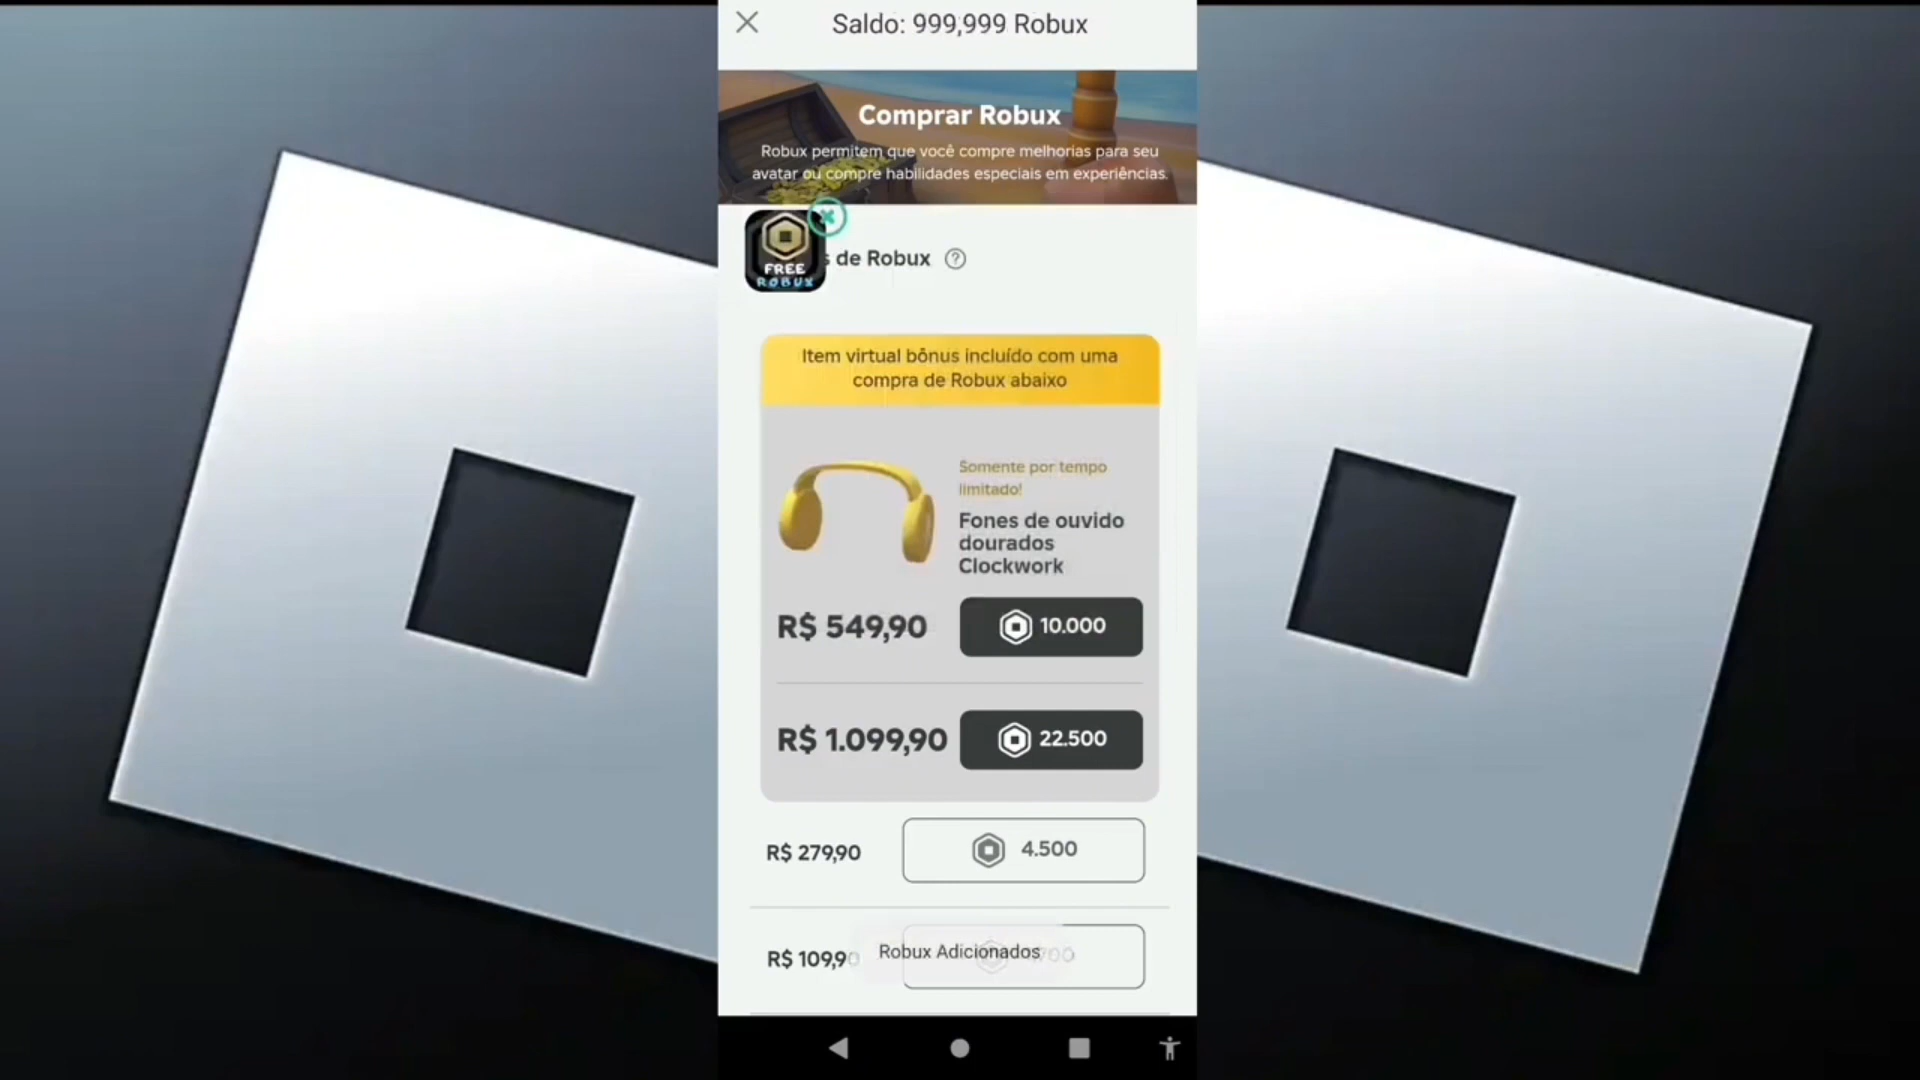 Saldo: 999,999 Robux
Comprar Robux
Robux permitem que você compre melhorias para seu
avatar ou compre habilidades especiais em experiências.
FREE
ROBUX
s de Robux ?
Item virtual bônus incluído com uma
compra de Robux abaixo
Somente por tempo
limitado!
Fones de ouvido
dourados
Clockwork
R$ 549,90 10.000
R$ 1.099,90 22.500
R$ 279,90 4.500
R$ 109,90
Robux Adicionados